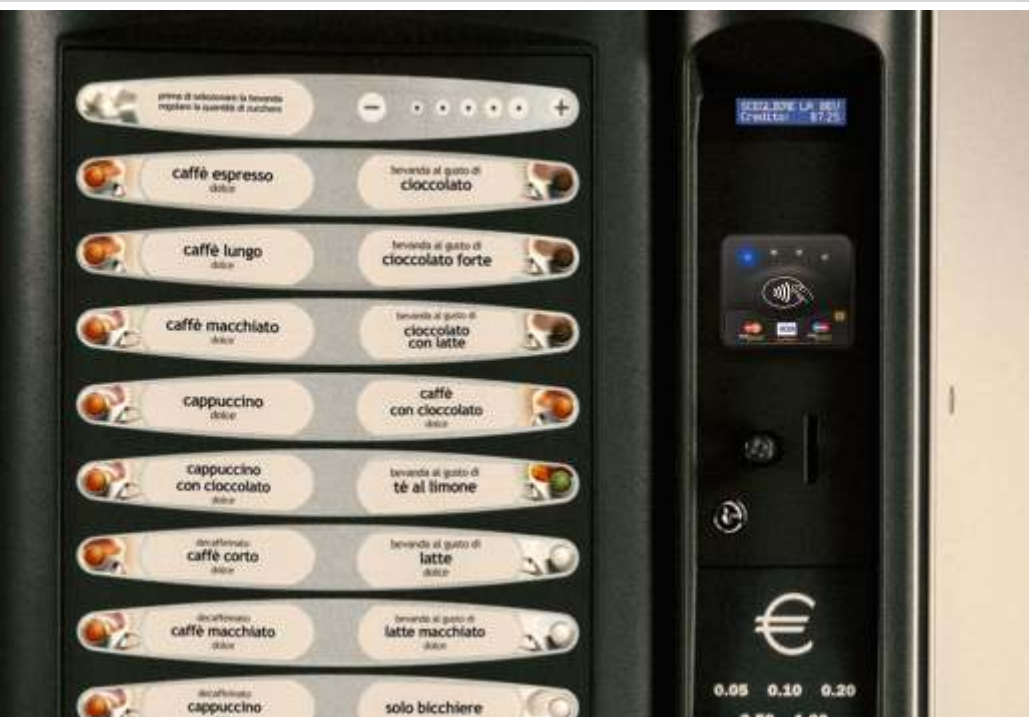 prima di selezionare la bevanda
regolare la quantità di zucchero
− +
caffè espresso
dolce
bevanda al gusto di
cioccolato
caffè lungo
dolce
bevanda al gusto di
cioccolato forte
caffè macchiato
dolce
bevanda al gusto di
cioccolato
con latte
cappuccino
dolce
caffè
con cioccolato
dolce
cappuccino
con cioccolato
dolce
bevanda al gusto di
tè al limone
decaffeinato
caffè corto
dolce
bevanda al gusto di
latte
dolce
decaffeinato
caffè macchiato
dolce
bevanda al gusto di
latte macchiato
dolce
decaffeinato
cappuccino
solo bicchiere
LA BEV
Credito:
€
0.05 0.10 0.20